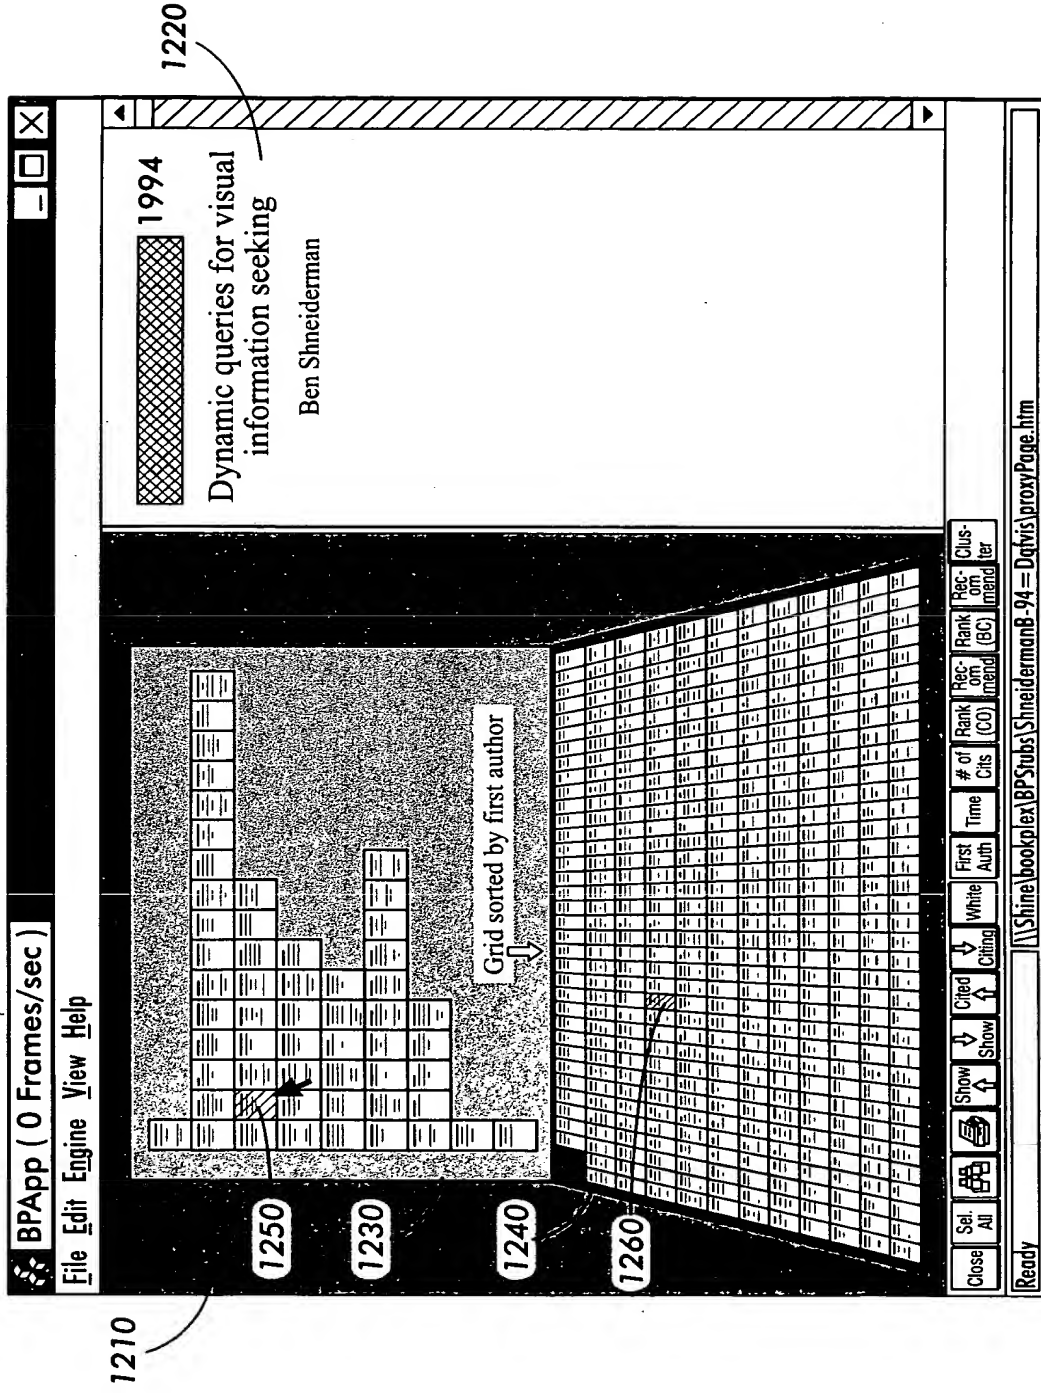 BPApp ( 0 Frames/sec )
File Edit Engine View Help
1210
1220
1994
Dynamic queries for visual
information seeking
Ben Shneiderman
1250
1230
1240
1260
Grid sorted by first author
Close
Sel.
All
Show
Show
Cited
Citing
White
First
Auth
Time
# of
Cits
Rank
(CO)
Rec-
om
mend
Rank
(BC)
Rec-
om
mend
Clus-
ter
Ready
\\Shine\bookplex\BPStubs\ShneidermanB-94=Dqfvis\proxyPage.htm